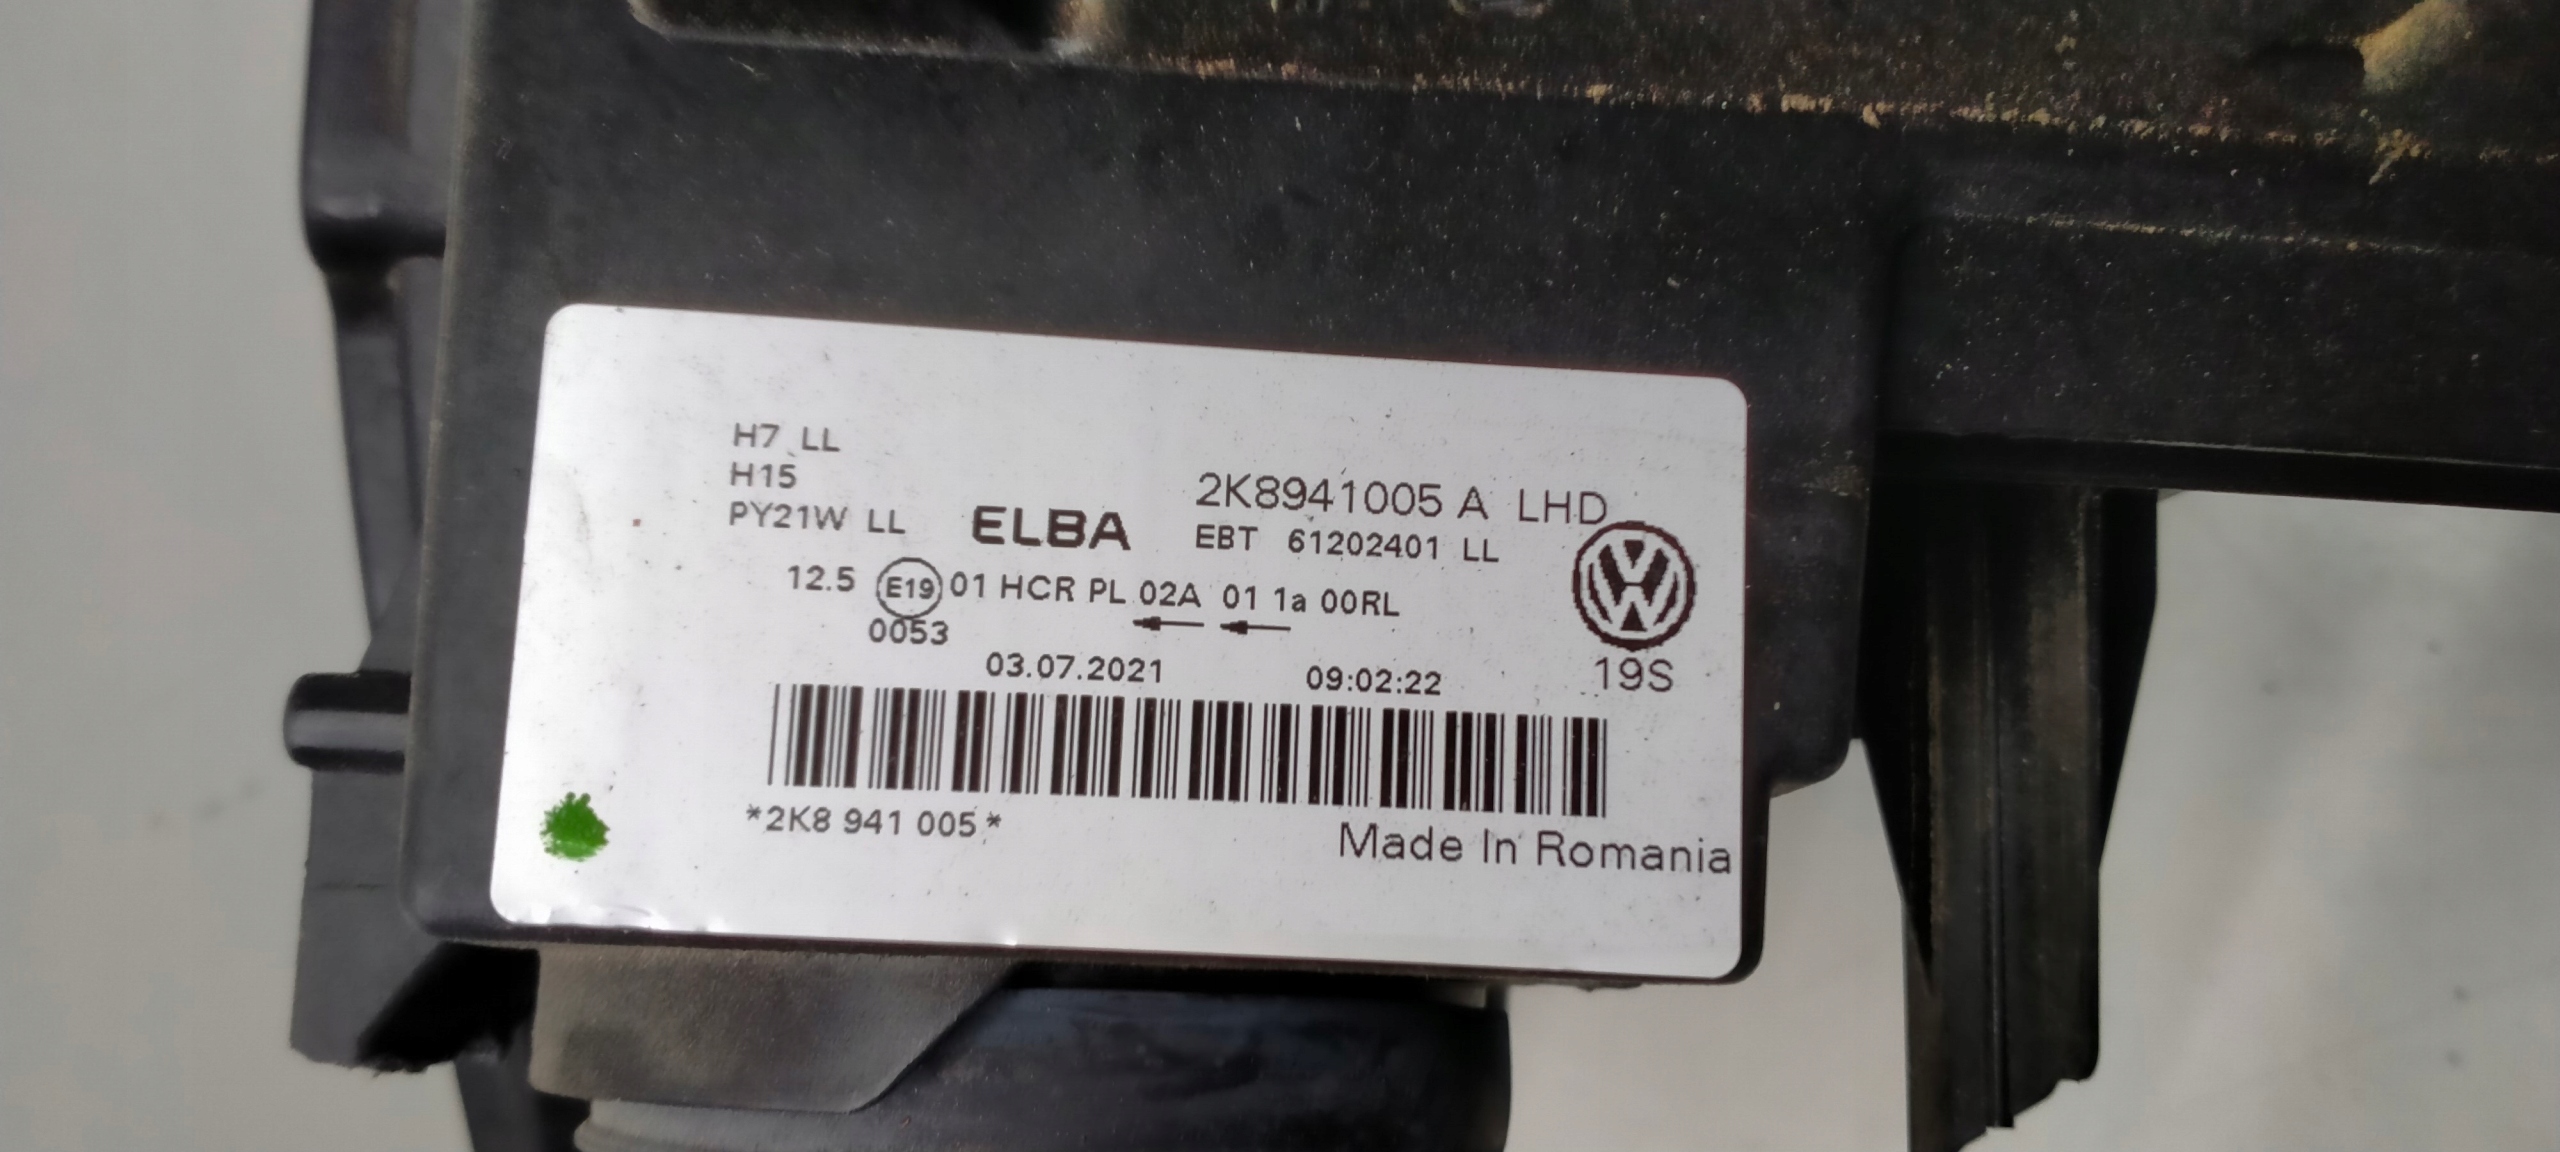 H7 LL
H15
PY21W LL
ELBA
2K8941005 A LHD
EBT 61202401 LL
12.5 E19 01 HCR PL 02A 01 1a 00RL
0053
← ←
03.07.2021 09:02:22
19S
*2K8 941 005*
Made In Romania